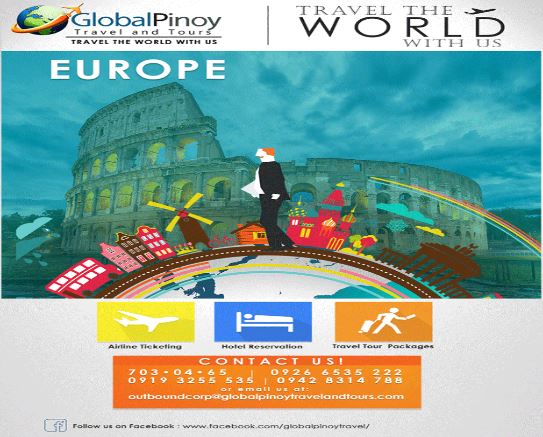 GlobalPinoy
Travel and Tours
TRAVEL THE WORLD WITH US
TRAVEL THE
WORLD
WITH US
EUROPE
Airline Ticketing
Hotel Reservation
Travel Tour Packages
CONTACT US!
703•04•65 | 0926 6535 222
0919 3255 535 | 0942 8314 788
or email us at:
outboundcorp@globalpinoytravelandtours.com
Follow us on Facebook : www.facebook.com/globalpinoytravel/